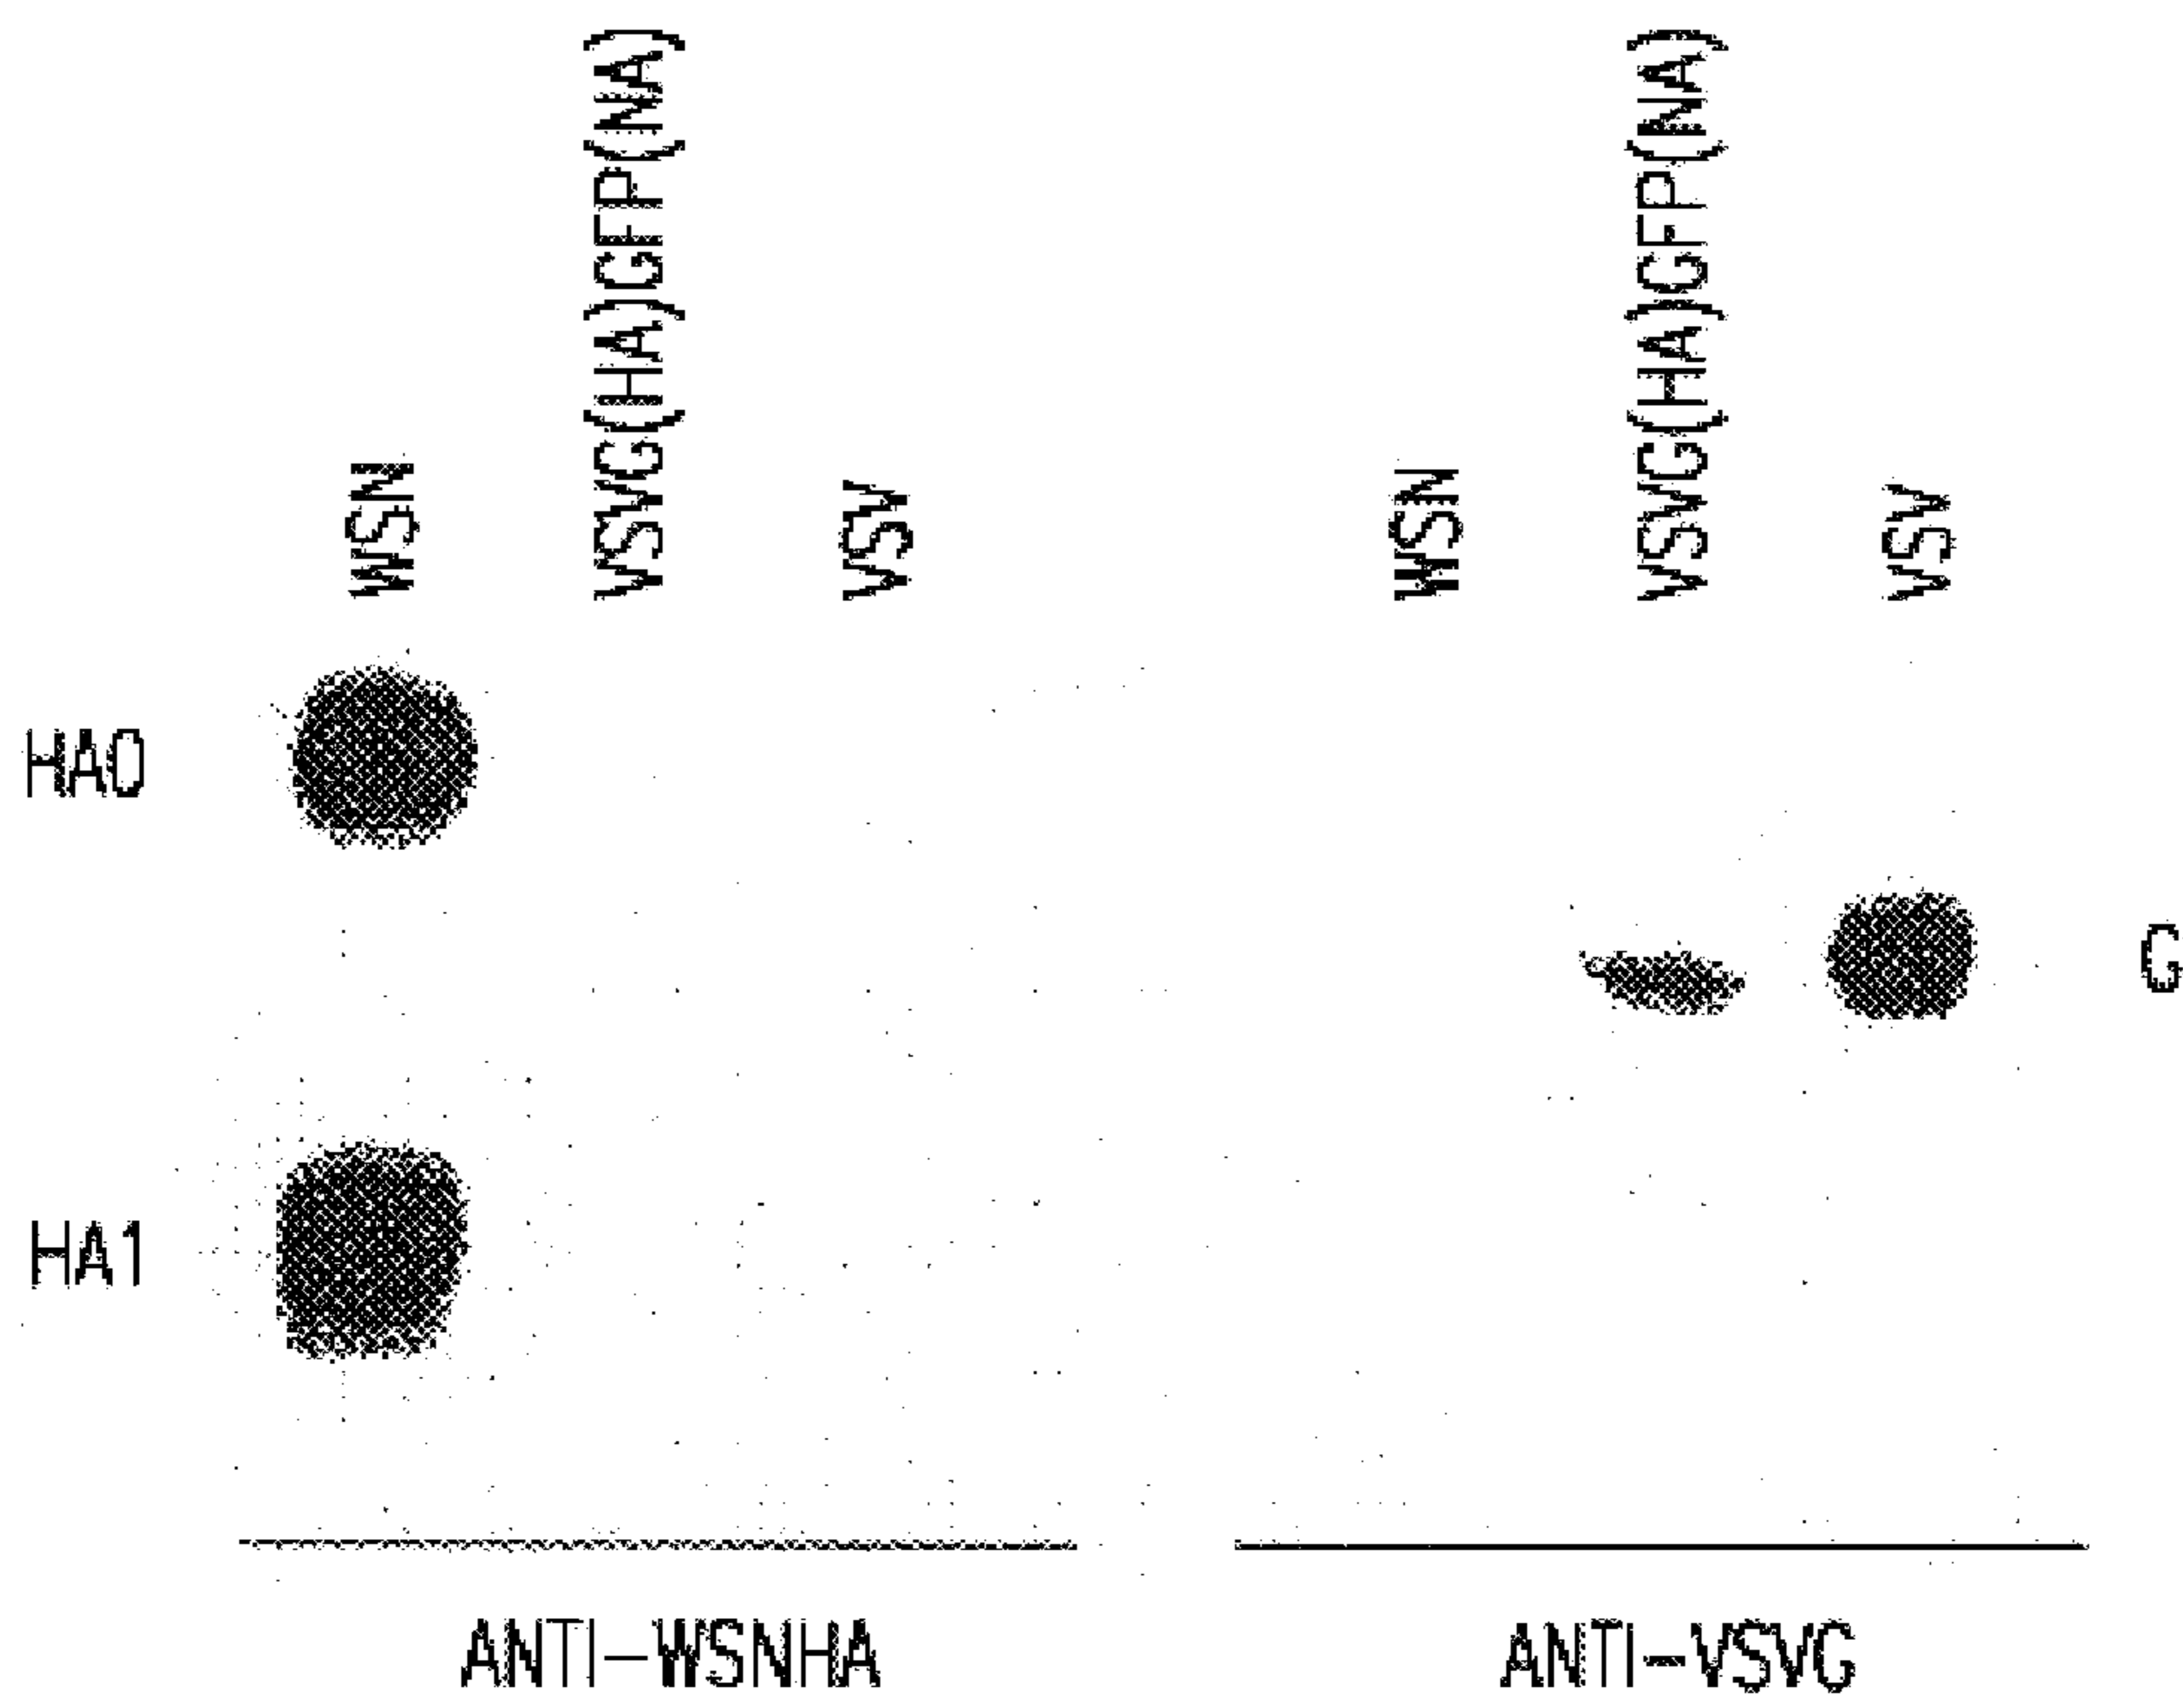 WSN
VSVG(HA)GFP(NA)
VSV
WSN
VSVG(HA)GFP(NA)
VSV
HA0
G
HA1
ANTI-WSNHA
ANTI-VSVG